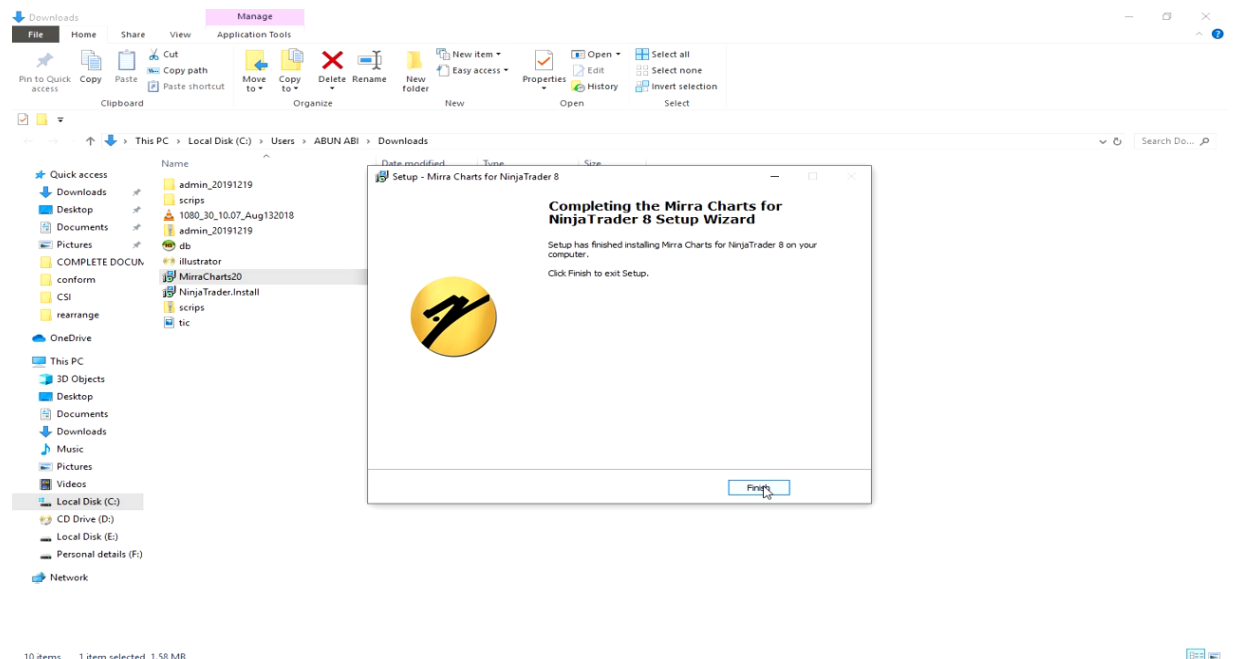 Downloads
Manage
File Home Share View Application Tools
Pin to Quick access
Copy
Paste
Cut
Copy path
Paste shortcut
Clipboard
Move to
Copy to
Delete
Rename
Organize
New folder
New item
Easy access
New
Properties
Open
Edit
History
Open
Select all
Select none
Invert selection
Select
This PC > Local Disk (C:) > Users > ABUN ABI > Downloads
Search Do...
Quick access
Downloads
Desktop
Documents
Pictures
COMPLETE DOCUN
conform
CSI
rearrange
OneDrive
This PC
3D Objects
Desktop
Documents
Downloads
Music
Pictures
Videos
Local Disk (C:)
CD Drive (D:)
Local Disk (E:)
Personal details (F:)
Network
Name Date modified Type Size
admin_20191219
scrips
1080_30_10.07_Aug132018
admin_20191219
db
illustrator
MirraCharts20
NinjaTrader.Install
scrips
tic
Setup - Mirra Charts for NinjaTrader 8
Completing the Mirra Charts for
NinjaTrader 8 Setup Wizard
Setup has finished installing Mirra Charts for NinjaTrader 8 on your
computer.
Click Finish to exit Setup.
Finish
10 items 1 item selected 1.58 MB